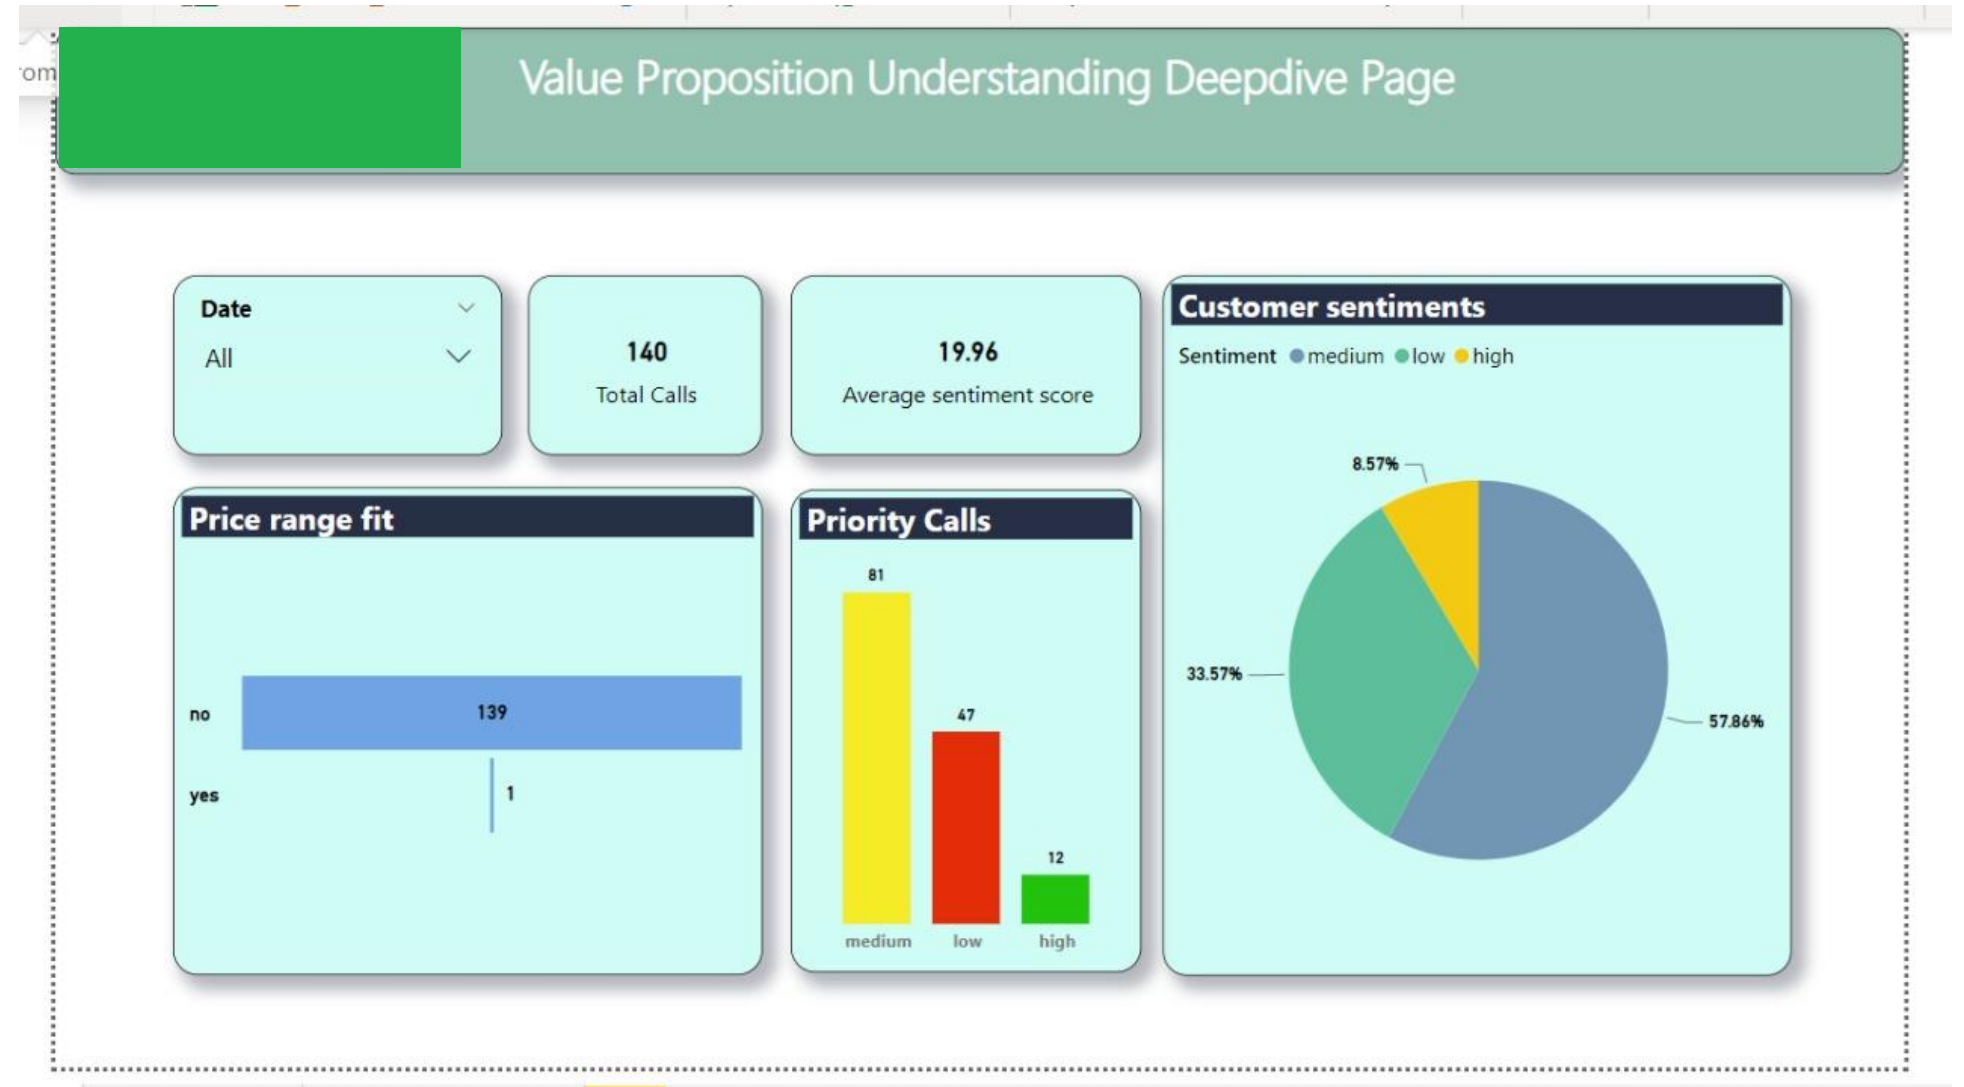 Value Proposition Understanding Deepdive Page
Date
All
140
Total Calls
19.96
Average sentiment score
Customer sentiments
Sentiment medium low high
8.57%
33.57%
57.86%
Price range fit
no 139
yes 1
Priority Calls
81
47
12
medium low high